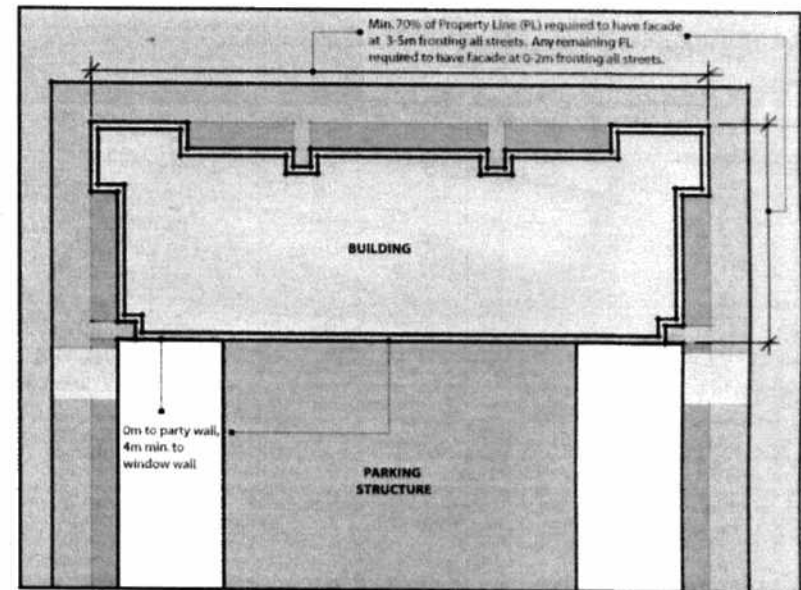 Min. 70% of Property Line (PL) required to have facade
at 3-5m fronting all streets. Any remaining PL
required to have facade at 0-2m fronting all streets.
BUILDING
0m to party wall,
4m min. to
window wall
PARKING
STRUCTURE